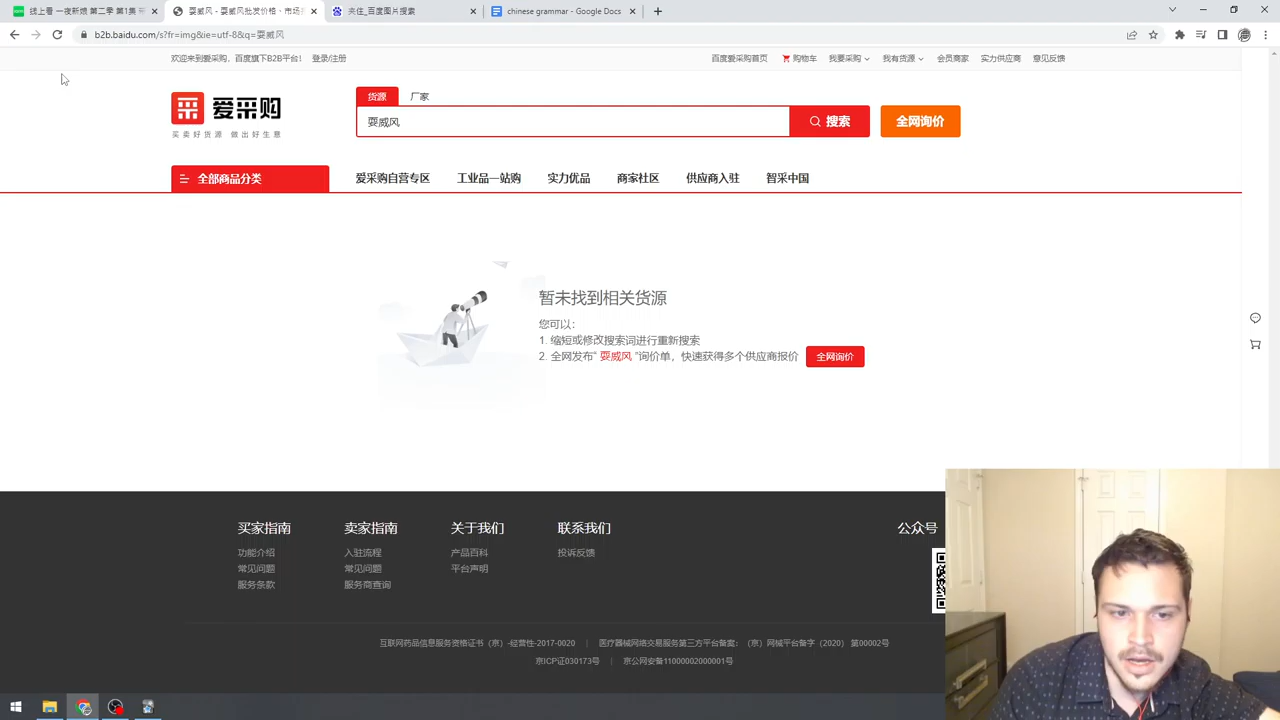 线上看 一夜新娘 第二季 第1集 帶
耍威风 - 耍威风批发价格、市场报
夹住_百度图片搜索
chinese grammar - Google Docs
b2b.baidu.com/s?fr=img&ie=utf-8&q=耍威风
欢迎来到爱采购，百度旗下B2B平台！ 登录/注册
百度爱采购首页 购物车 我要采购 我有货源 会员商家 实力供应商 意见反馈
货源 厂家
采 爱采购
买卖好货源 做出好生意
耍威风 搜索 全网询价
全部商品分类 爱采购自营专区 工业品一站购 实力优品 商家社区 供应商入驻 智采中国
暂未找到相关货源
您可以：
1. 缩短或修改搜索词进行重新搜索
2. 全网发布" 耍威风 "询价单，快速获得多个供应商报价 全网询价
买家指南 卖家指南 关于我们 联系我们 公众号
功能介绍 入驻流程 产品百科 投诉反馈
常见问题 常见问题 平台声明
服务条款 服务商查询
互联网药品信息服务资格证书（京）-经营性-2017-0020 | 医疗器械网络交易服务第三方平台备案：（京）网械平台备字（2020）第00002号
京ICP证030173号 | 京公网安备11000002000001号